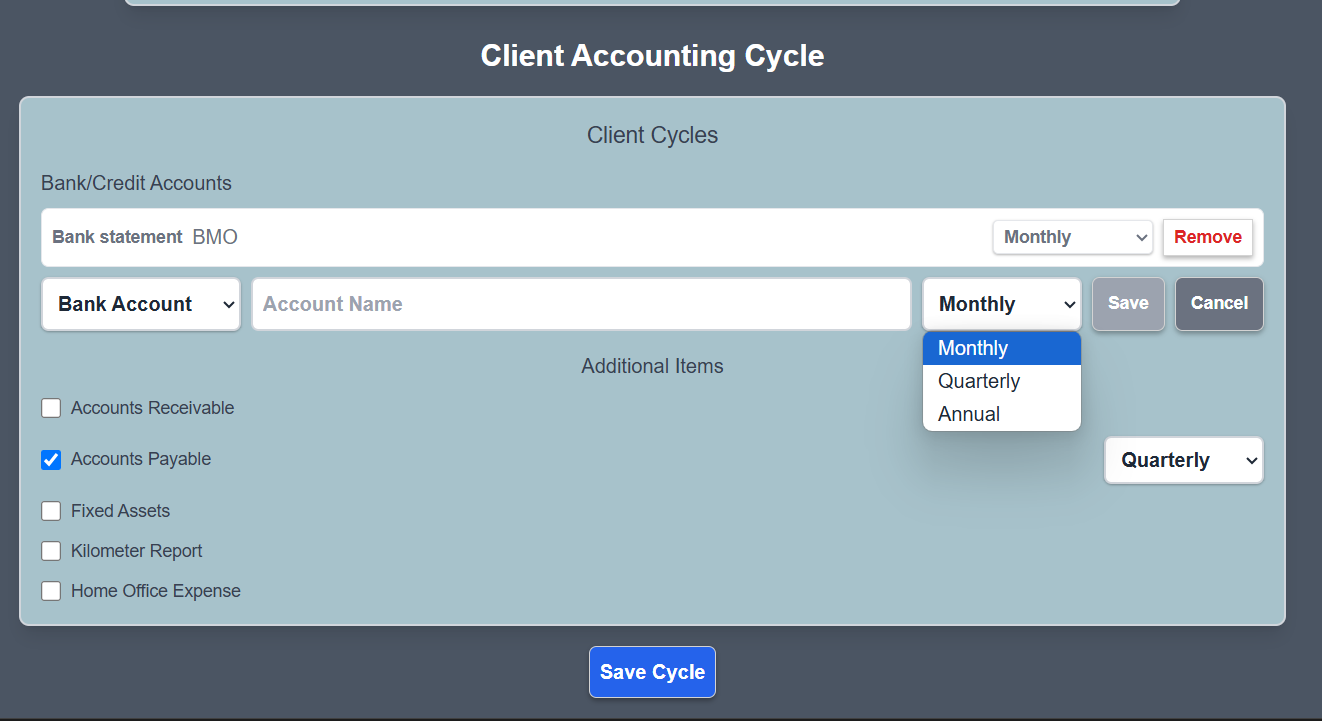 Client Accounting Cycle
Client Cycles
Bank/Credit Accounts
Bank statement BMO Monthly Remove
Bank Account Account Name Monthly Save Cancel
Monthly
Quarterly
Annual
Additional Items
Accounts Receivable
Accounts Payable Quarterly
Fixed Assets
Kilometer Report
Home Office Expense
Save Cycle